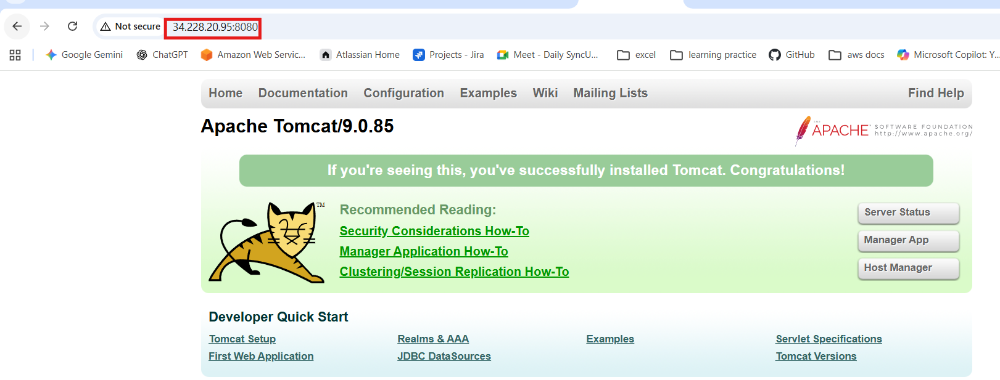 Not secure 34.228.20.95:8080
Google Gemini ChatGPT Amazon Web Servic... Atlassian Home Projects - Jira Meet - Daily SyncU... excel learning practice GitHub aws docs Microsoft Copilot: Y...
Home Documentation Configuration Examples Wiki Mailing Lists Find Help
Apache Tomcat/9.0.85
THE APACHE SOFTWARE FOUNDATION
http://www.apache.org/
If you're seeing this, you've successfully installed Tomcat. Congratulations!
TM
Recommended Reading:
Security Considerations How-To
Manager Application How-To
Clustering/Session Replication How-To
Server Status
Manager App
Host Manager
Developer Quick Start
Tomcat Setup Realms & AAA Examples Servlet Specifications
First Web Application JDBC DataSources Tomcat Versions